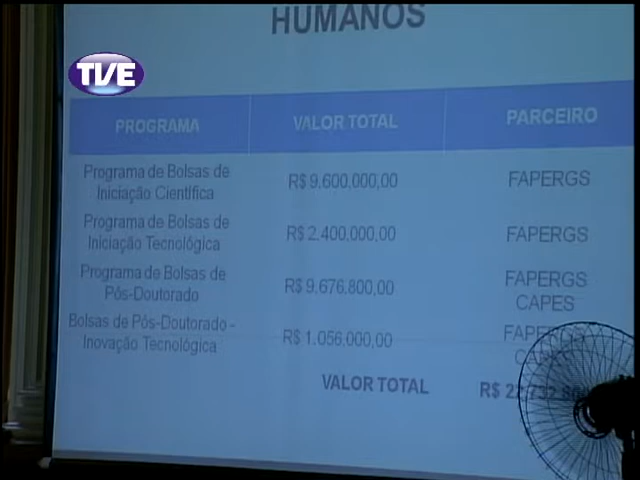 HUMANOS
TVE
PROGRAMA VALOR TOTAL PARCEIRO
Programa de Bolsas de
Iniciação Científica
R$ 9.600.000,00
FAPERGS
Programa de Bolsas de
Iniciação Tecnológica
R$ 2.400.000,00
FAPERGS
Programa de Bolsas de
Pós-Doutorado
R$ 9.676.800,00
FAPERGS
CAPES
Bolsas de Pós-Doutorado -
Inovação Tecnológica
R$ 1.056.000,00
VALOR TOTAL R$